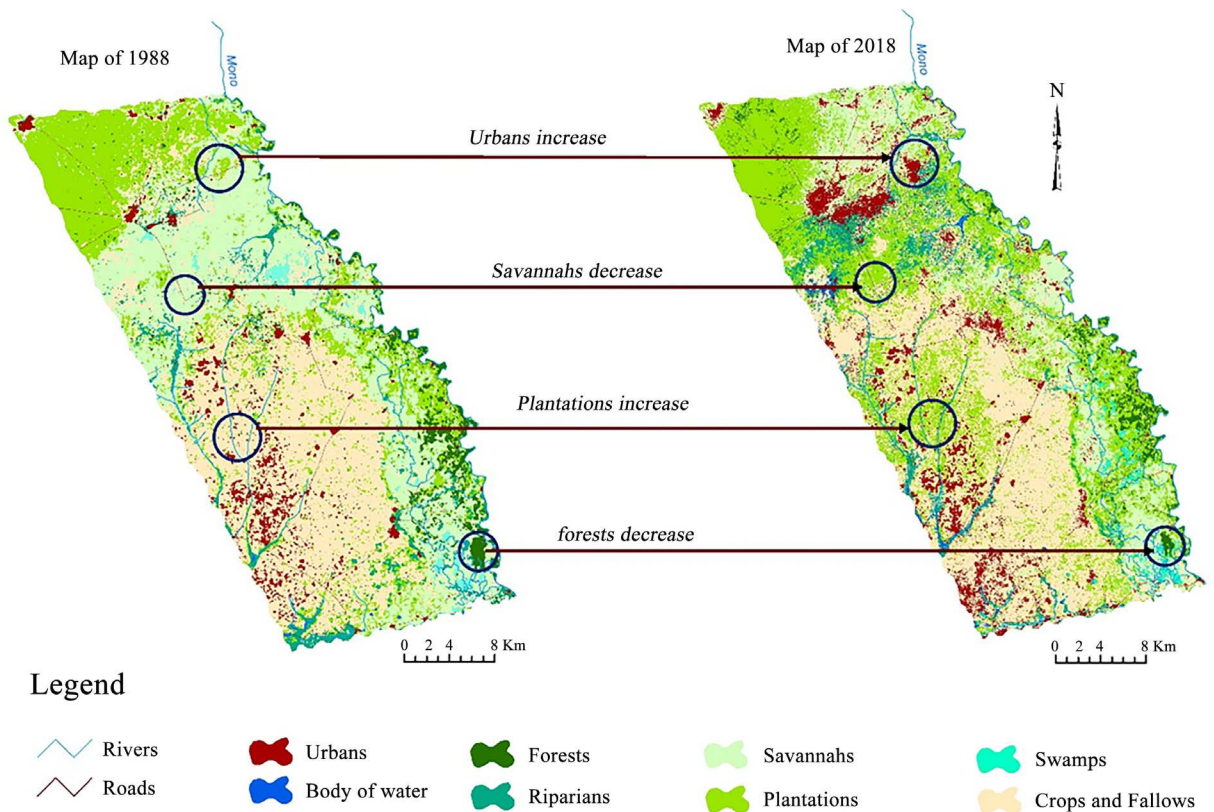 Map of 1988
Map of 2018
Mono
Mono
N
Urbans increase
Savannahs decrease
Plantations increase
forests decrease
0 2 4 8 Km
0 2 4 8 Km
Legend
Rivers
Urbans
Forests
Savannahs
Swamps
Roads
Body of water
Riparians
Plantations
Crops and Fallows